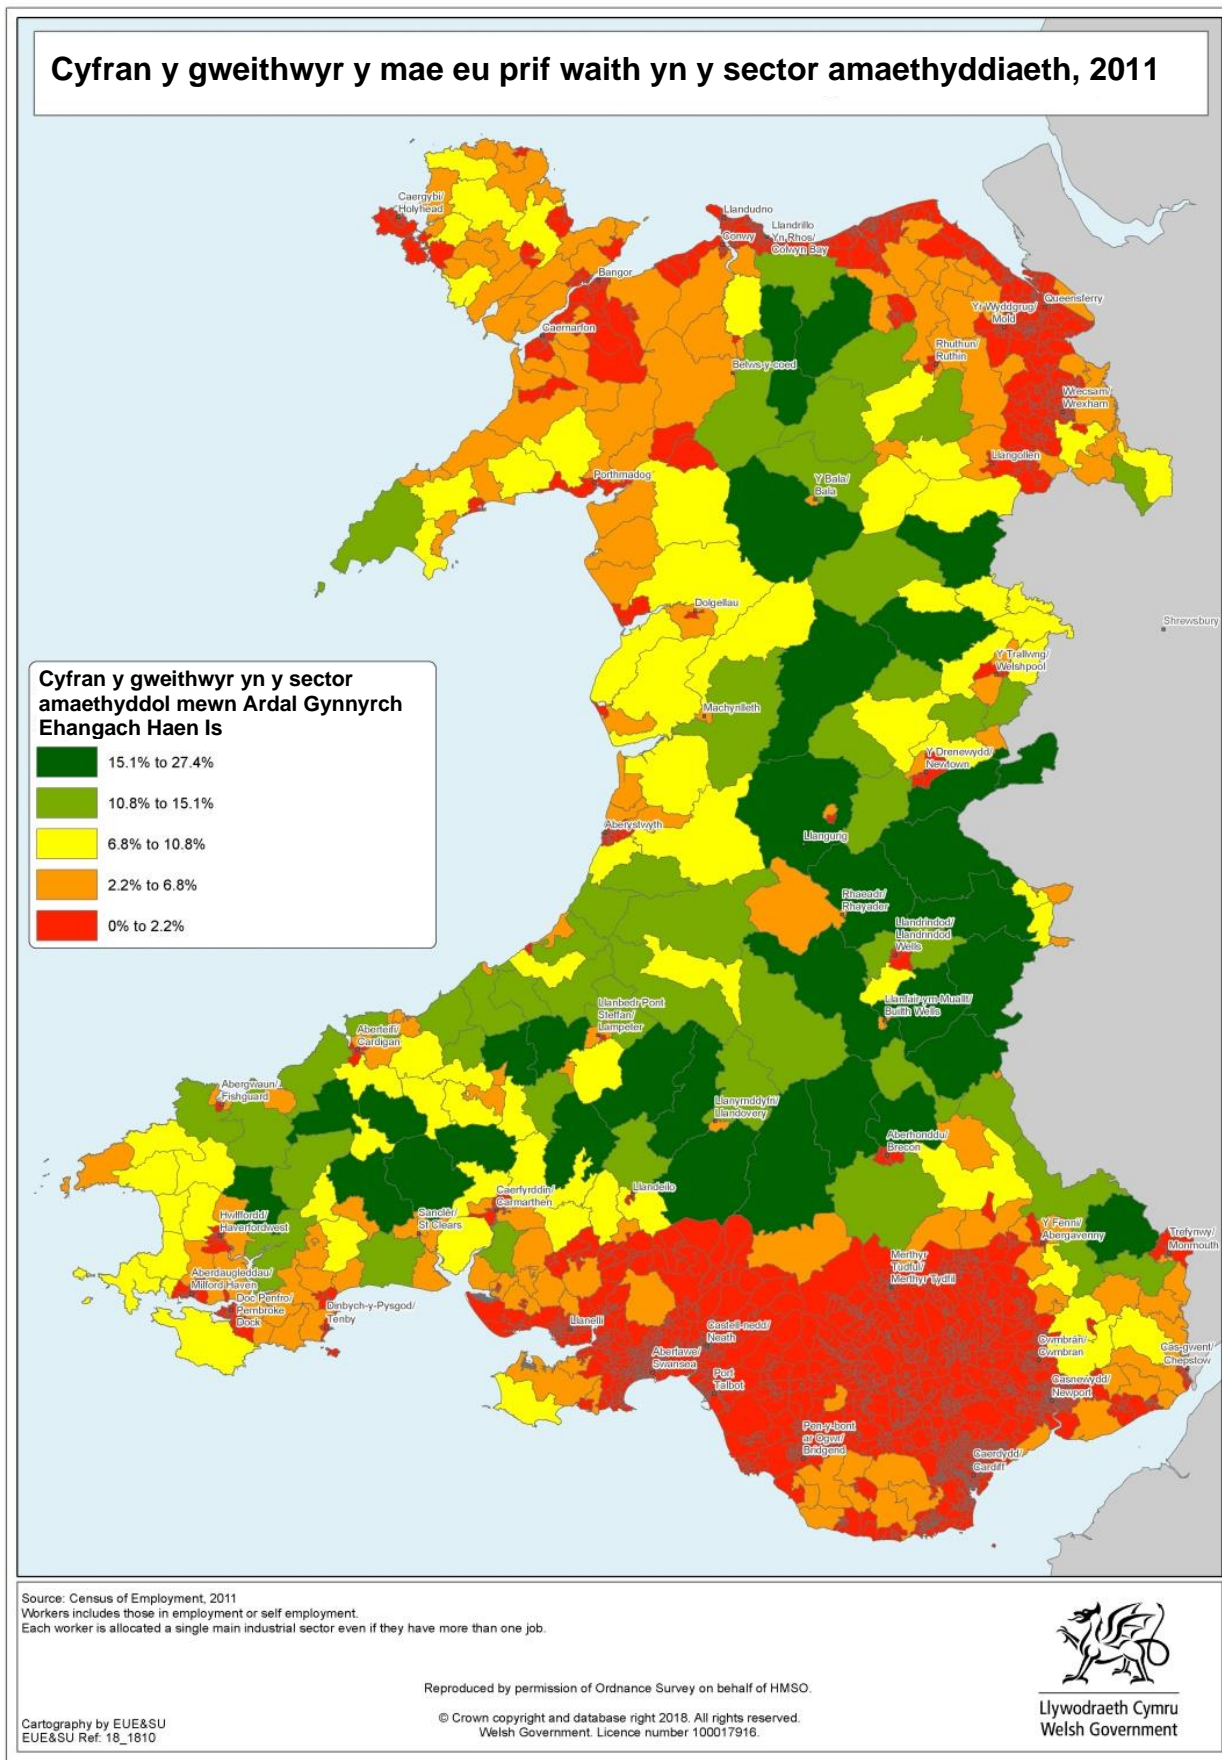 Cyfran y gweithwyr y mae eu prif waith yn y sector amaethyddiaeth, 2011
Caergybi/
Holyhead
Llandudno
Conwy
Llandrillo
Yn Rhos/
Colwyn Bay
Bangor
Queensferry
Yr Wyddgrug/
Mold
Caernarfon
Rhuthun/
Ruthin
Betws-y-coed
Wrecsam/
Wrexham
Llangollen
Porthmadog
Y Bala/
Bala
Dolgellau
Shrewsbury
Y Trallwng/
Welshpool
Cyfran y gweithwyr yn y sector
amaethyddol mewn Ardal Gynnyrch
Ehangach Haen Is
15.1% to 27.4%
10.8% to 15.1%
6.8% to 10.8%
2.2% to 6.8%
0% to 2.2%
Machynlleth
Y Drenewydd/
Newtown
Aberystwyth
Llangurig
Rhaeadr/
Rhayader
Llandrindod/
Llandrindod
Wells
Llanfair-ym-Muallt/
Builth Wells
Llanbedr Pont
Steffan/
Lampeter
Aberteifi/
Cardigan
Abergwaun/
Fishguard
Llanymddyfri/
Llandovery
Aberhonddu/
Brecon
Caerfyrddin/
Carmarthen
Llandeilo
Sanclêr/
St Clears
Hwlffordd/
Haverfordwest
Y Fenni/
Abergavenny
Trefynwy/
Monmouth
Merthyr
Tudful/
Merthyr Tydfil
Aberdaugleddau/
Milford Haven
Doc Penfro/
Pembroke
Dock
Dinbych-y-Pysgod/
Tenby
Llanelli
Castell-nedd/
Neath
Abertawe/
Swansea
Port
Talbot
Cwmbrân/
Cwmbran
Cas-gwent/
Chepstow
Casnewydd/
Newport
Pen-y-bont
ar Ogwr/
Bridgend
Caerdydd/
Cardiff
Source: Census of Employment, 2011
Workers includes those in employment or self employment.
Each worker is allocated a single main industrial sector even if they have more than one job.
Reproduced by permission of Ordnance Survey on behalf of HMSO.
© Crown copyright and database right 2018. All rights reserved.
Welsh Government. Licence number 100017916.
Cartography by EUE&SU
EUE&SU Ref: 18_1810
Llywodraeth Cymru
Welsh Government